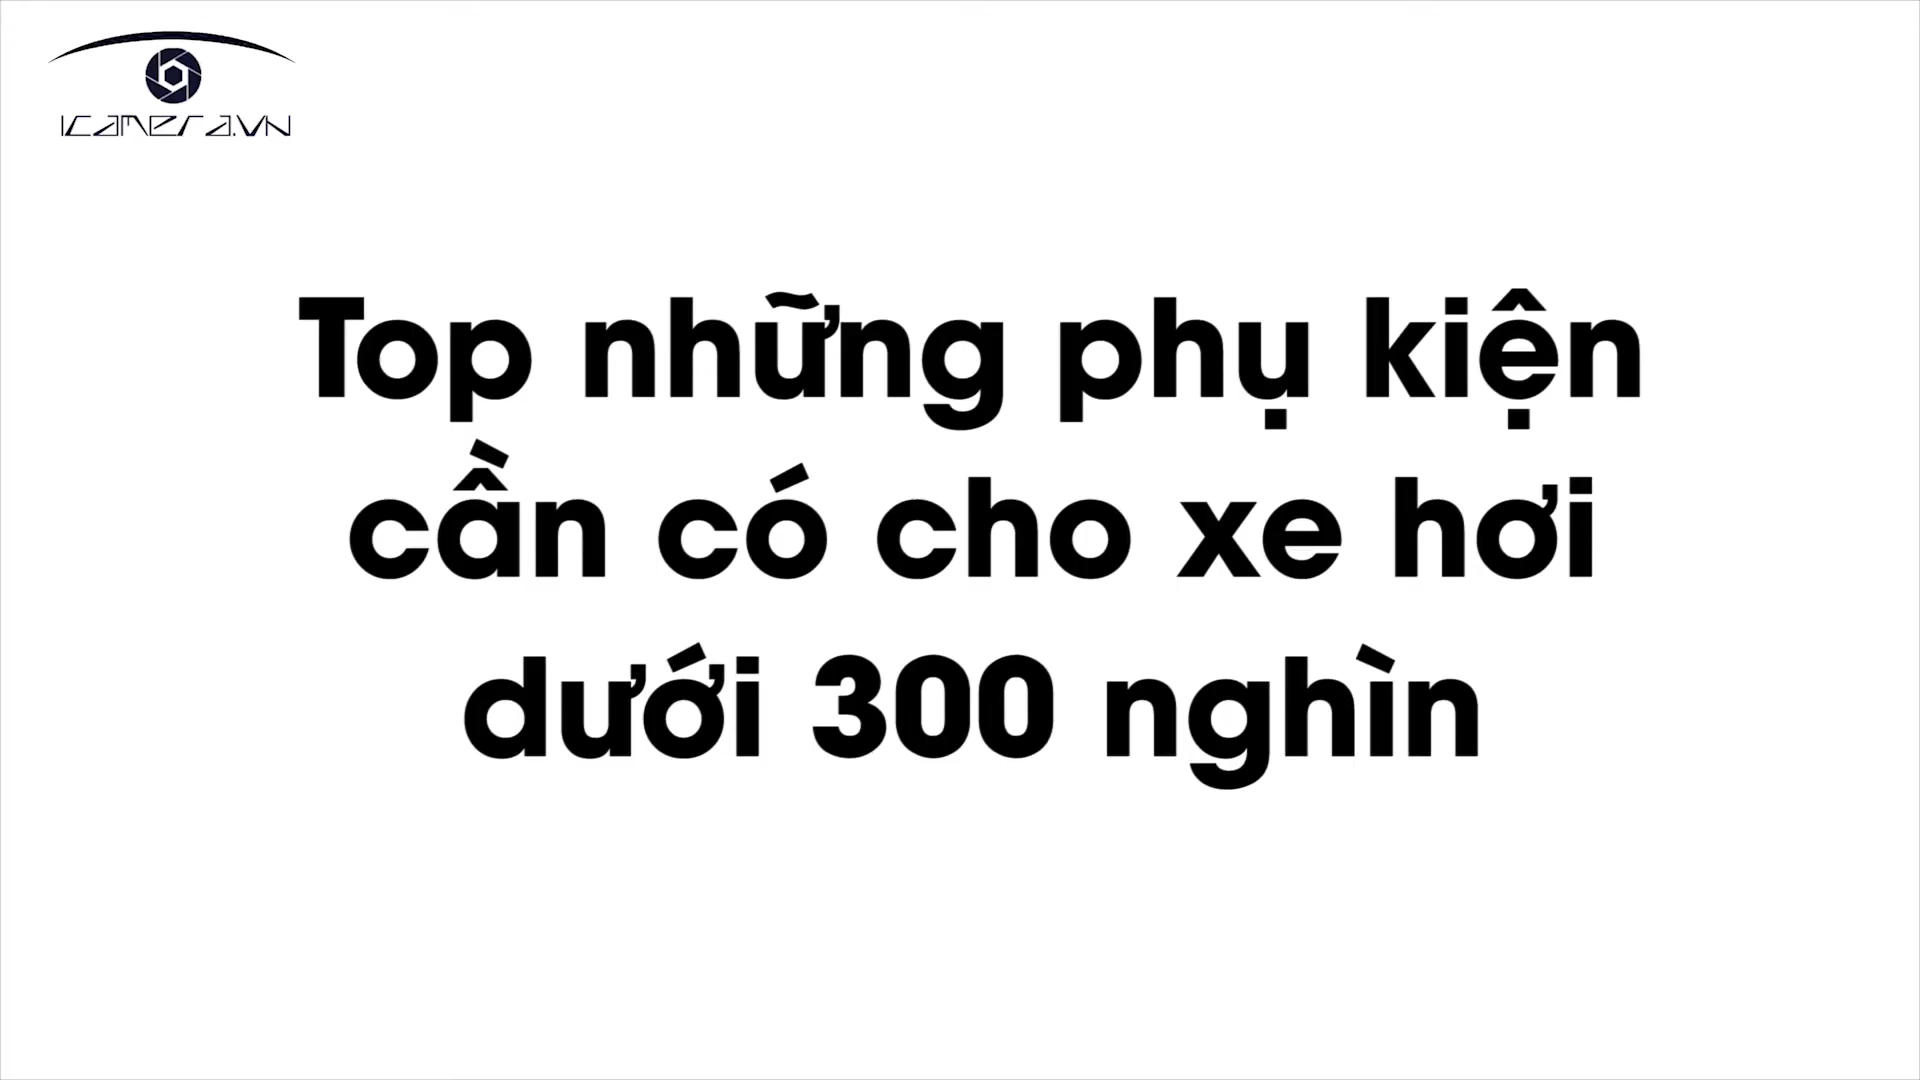 ICAMERA.VN
Top những phụ kiện
cần có cho xe hơi
dưới 300 nghìn